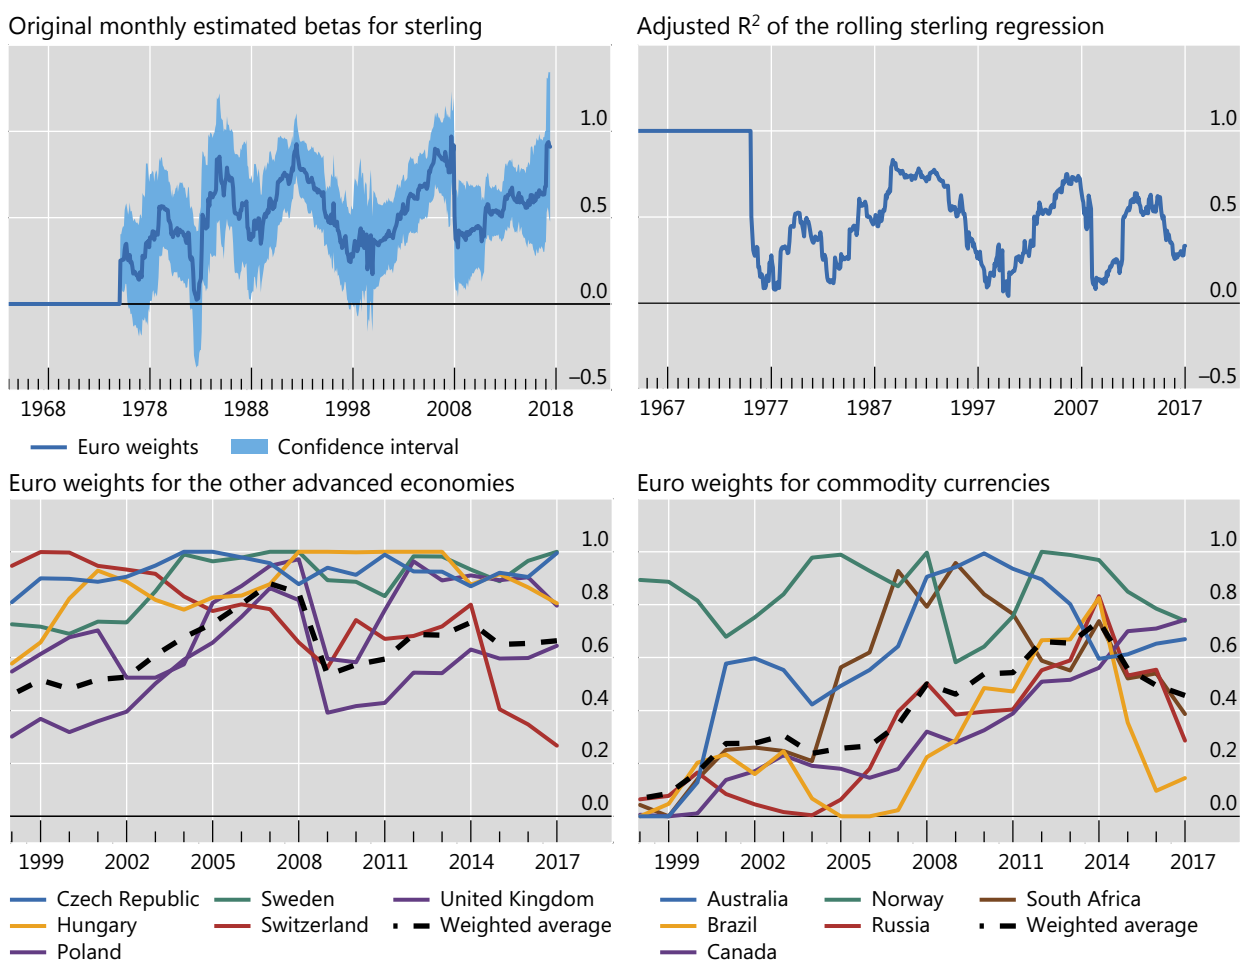 Original monthly estimated betas for sterling
1.0
0.5
0.0
–0.5
1968 1978 1988 1998 2008 2018
Euro weights Confidence interval
Adjusted R² of the rolling sterling regression
1.0
0.5
0.0
–0.5
1967 1977 1987 1997 2007 2017
Euro weights for the other advanced economies
1.0
0.8
0.6
0.4
0.2
0.0
1999 2002 2005 2008 2011 2014 2017
Czech Republic Sweden United Kingdom
Hungary Switzerland Weighted average
Poland
Euro weights for commodity currencies
1.0
0.8
0.6
0.4
0.2
0.0
1999 2002 2005 2008 2011 2014 2017
Australia Norway South Africa
Brazil Russia Weighted average
Canada